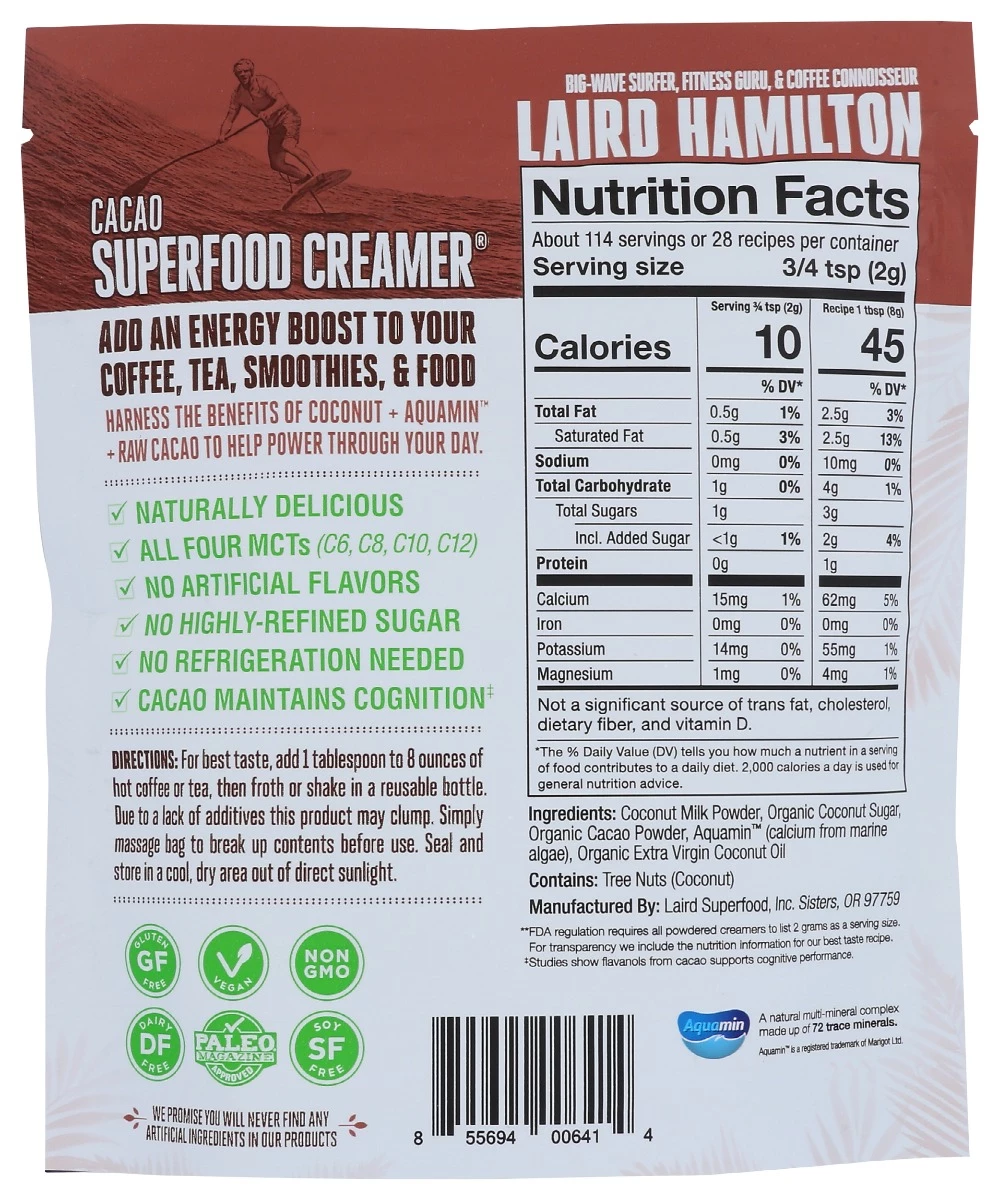 CACAO
SUPERFOOD CREAMER®
ADD AN ENERGY BOOST TO YOUR
COFFEE, TEA, SMOOTHIES, & FOOD
HARNESS THE BENEFITS OF COCONUT + AQUAMIN™
+ RAW CACAO TO HELP POWER THROUGH YOUR DAY.
NATURALLY DELICIOUS
ALL FOUR MCTs (C6, C8, C10, C12)
NO ARTIFICIAL FLAVORS
NO HIGHLY-REFINED SUGAR
NO REFRIGERATION NEEDED
CACAO MAINTAINS COGNITION‡
DIRECTIONS: For best taste, add 1 tablespoon to 8 ounces of
hot coffee or tea, then froth or shake in a reusable bottle.
Due to a lack of additives this product may clump. Simply
massage bag to break up contents before use. Seal and
store in a cool, dry area out of direct sunlight.
GLUTEN
GF
FREE
VEGAN
NON
GMO
DAIRY
DF
FREE
PALEO
MAGAZINE
APPROVED
SOY
SF
FREE
WE PROMISE YOU WILL NEVER FIND ANY
ARTIFICIAL INGREDIENTS IN OUR PRODUCTS
BIG-WAVE SURFER, FITNESS GURU, & COFFEE CONNOISSEUR
LAIRD HAMILTON
Nutrition Facts
About 114 servings or 28 recipes per container
Serving size 3/4 tsp (2g)
Serving ¾ tsp (2g) Recipe 1 tbsp (8g)
Calories 10 45
% DV* % DV*
Total Fat 0.5g 1% 2.5g 3%
Saturated Fat 0.5g 3% 2.5g 13%
Sodium 0mg 0% 10mg 0%
Total Carbohydrate 1g 0% 4g 1%
Total Sugars 1g 3g
Incl. Added Sugar <1g 1% 2g 4%
Protein 0g 1g
Calcium 15mg 1% 62mg 5%
Iron 0mg 0% 0mg 0%
Potassium 14mg 0% 55mg 1%
Magnesium 1mg 0% 4mg 1%
Not a significant source of trans fat, cholesterol,
dietary fiber, and vitamin D.
*The % Daily Value (DV) tells you how much a nutrient in a serving
of food contributes to a daily diet. 2,000 calories a day is used for
general nutrition advice.
Ingredients: Coconut Milk Powder, Organic Coconut Sugar,
Organic Cacao Powder, Aquamin™ (calcium from marine
algae), Organic Extra Virgin Coconut Oil
Contains: Tree Nuts (Coconut)
Manufactured By: Laird Superfood, Inc. Sisters, OR 97759
**FDA regulation requires all powdered creamers to list 2 grams as a serving size.
For transparency we include the nutrition information for our best taste recipe.
‡Studies show flavanols from cacao supports cognitive performance.
Aquamin
A natural multi-mineral complex
made up of 72 trace minerals.
Aquamin™ is a registered trademark of Marigot Ltd.
8 55694 00641 4